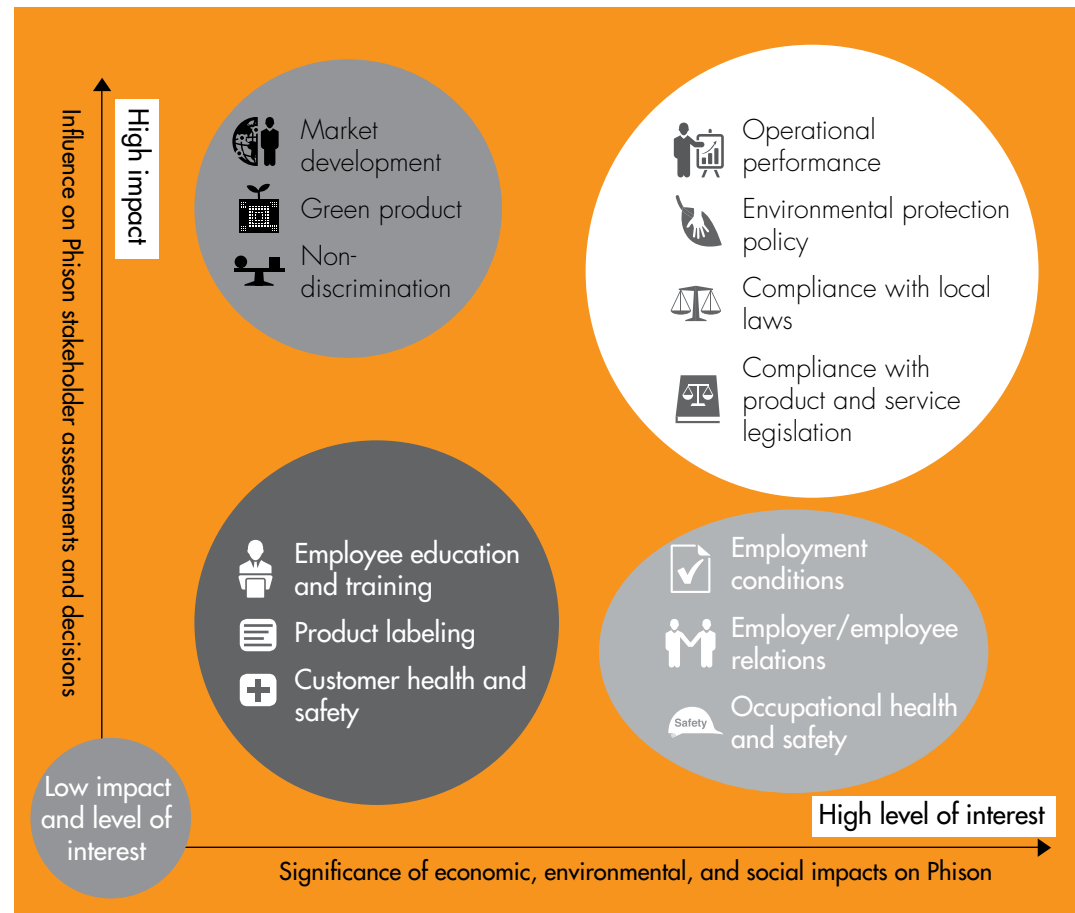 Influence on Phison stakeholder assessments and decisions
High impact
Market
development
Green product
Non-
discrimination
Operational
performance
Environmental protection
policy
Compliance with local
laws
Compliance with
product and service
legislation
Employee education
and training
Product labeling
Customer health and
safety
Employment
conditions
Employer/employee
relations
Safety
Occupational health
and safety
Low impact
and level of
interest
High level of interest
Significance of economic, environmental, and social impacts on Phison